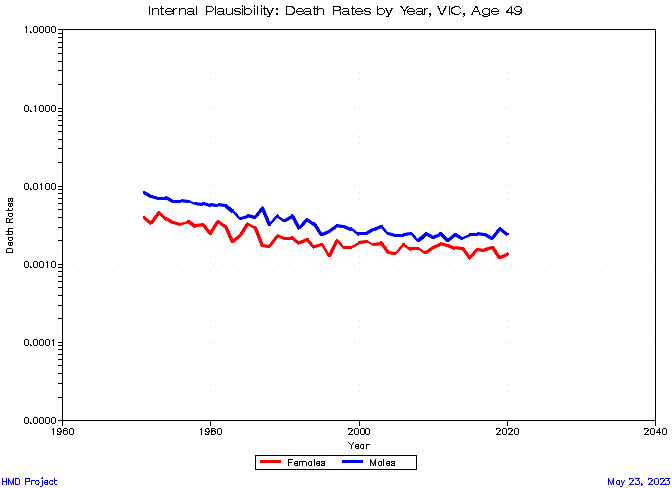 Internal Plausibility: Death Rates by Year, VIC, Age 49
1.0000
0.1000
0.0100
0.0010
0.0001
0.0000
Death Rates
1960
1980
2000
2020
2040
Year
Females
Males
HMD Project
May 23, 2023